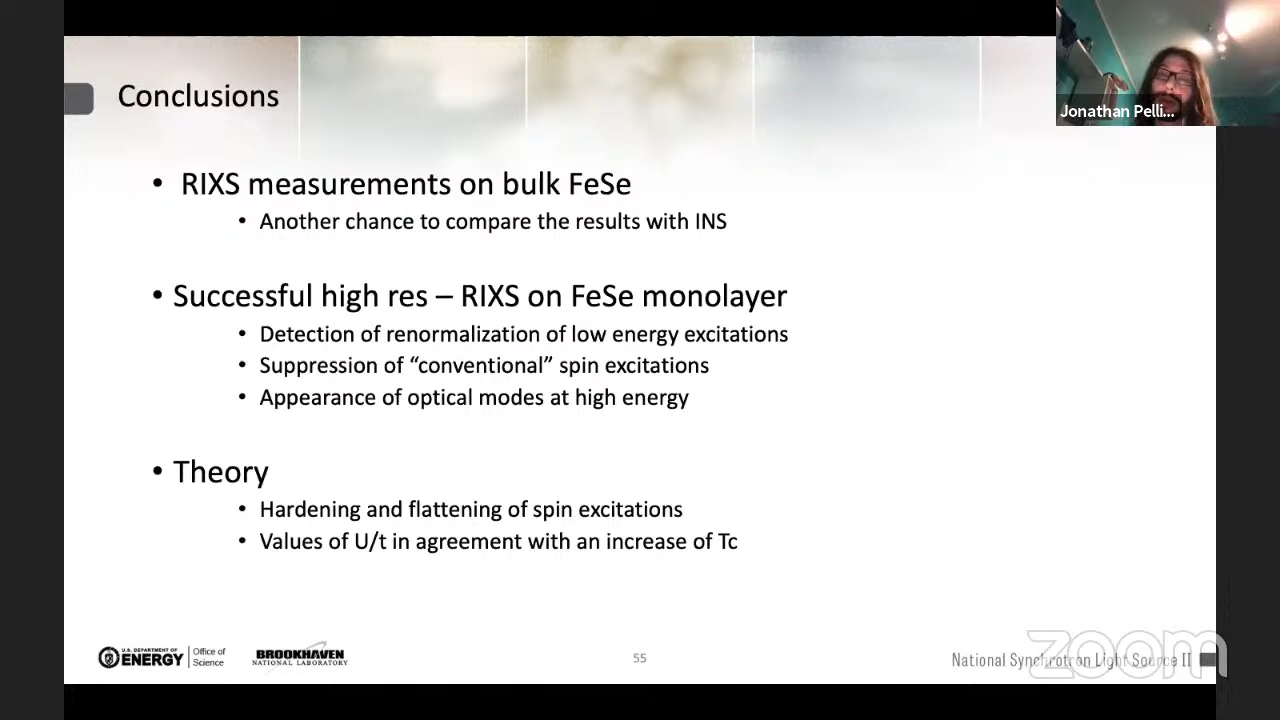 Conclusions
Jonathan Pelli...
• RIXS measurements on bulk FeSe
• Another chance to compare the results with INS
• Successful high res – RIXS on FeSe monolayer
• Detection of renormalization of low energy excitations
• Suppression of “conventional” spin excitations
• Appearance of optical modes at high energy
• Theory
• Hardening and flattening of spin excitations
• Values of U/t in agreement with an increase of Tc
U.S. DEPARTMENT OF
ENERGY
Office of
Science
BROOKHAVEN
NATIONAL LABORATORY
55
National Synchrotron Light Source II
zoom